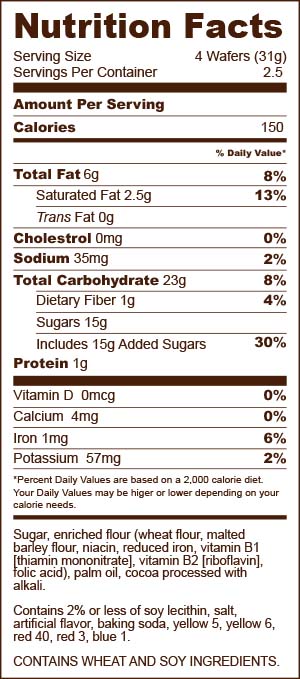 Nutrition Facts
Serving Size 4 Wafers (31g)
Servings Per Container 2.5
Amount Per Serving
Calories 150
% Daily Value*
Total Fat 6g 8%
Saturated Fat 2.5g 13%
Trans Fat 0g
Cholestrol 0mg 0%
Sodium 35mg 2%
Total Carbohydrate 23g 8%
Dietary Fiber 1g 4%
Sugars 15g
Includes 15g Added Sugars 30%
Protein 1g
Vitamin D 0mcg 0%
Calcium 4mg 0%
Iron 1mg 6%
Potassium 57mg 2%
*Percent Daily Values are based on a 2,000 calorie diet.
Your Daily Values may be higer or lower depending on your
calorie needs.
Sugar, enriched flour (wheat flour, malted
barley flour, niacin, reduced iron, vitamin B1
[thiamin mononitrate], vitamin B2 [riboflavin],
folic acid), palm oil, cocoa processed with
alkali.
Contains 2% or less of soy lecithin, salt,
artificial flavor, baking soda, yellow 5, yellow 6,
red 40, red 3, blue 1.
CONTAINS WHEAT AND SOY INGREDIENTS.